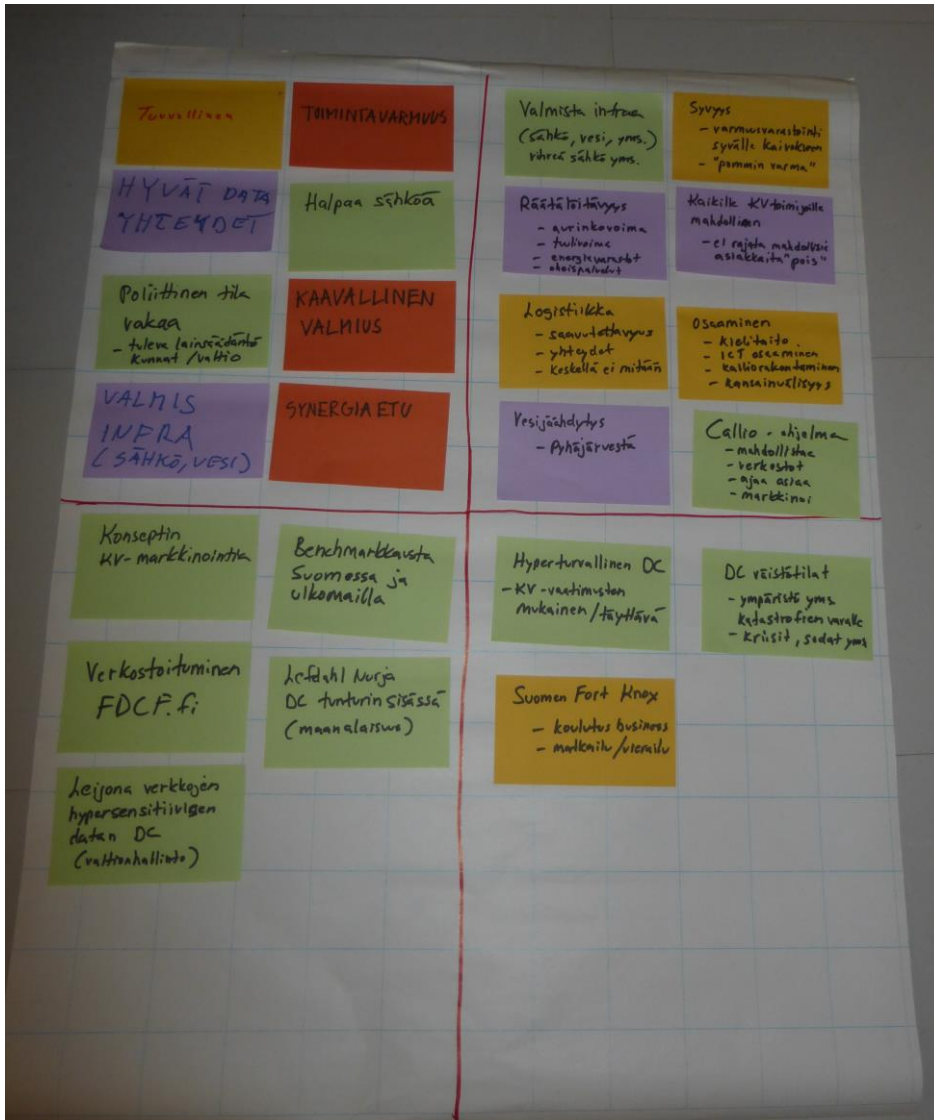 Turvallinen
TOIMINTAVARMUUS
HYVÄT DATA
YHTEYDET
Halpaa sähköä
Poliittinen tila
vakaa
- tuleva lainsäädäntö
kunnat / valtio
KAAVALLINEN
VALMIUS
VALMIS
INFRA
(SÄHKÖ, VESI)
SYNERGIA ETU
Valmista infraa
(sähkö, vesi, yms.)
vihreä sähkö yms.
Syvyys
- varmuusvarastointi
syvälle kaivokseen
- "pommin varma"
Räätälöitävyys
- aurinkovoima
- tuulivoima
- energiavarastot
- oheispalvelut
Kaikille KV toimijoille
mahdollinen
- ei rajata mahdollisia
asiakkaita "pois"
Logistiikka
- saavutettavuus
- yhteydet
- keskellä ei mitään
Osaaminen
- kielitaito
- ICT osaaminen
- kalliorakentaminen
- kansainvälisyys
Vesijäähdytys
- Pyhäjärvestä
Callio - ohjelma
- mahdollistaa
- verkostot
- ajaa asiaa
- markkinoi
Konseptin
KV-markkinointia
Benchmarkkausta
Suomessa ja
ulkomailla
Verkostoituminen
FDCF.fi
Lefdahl Norja
DC tunturin sisässä
(maanalaisuus)
Leijona verkkojen
hypersensitiivisen
datan DC
(valtionhallinto)
Hyperturvallinen DC
- KV-vaatimuston
mukainen / täyttävä
DC väistötilat
- ympäristö yms.
katastrofien varalle
- kriisit, sodat yms
Suomen Fort Knox
- koulutus business
- matkailu / vierailu